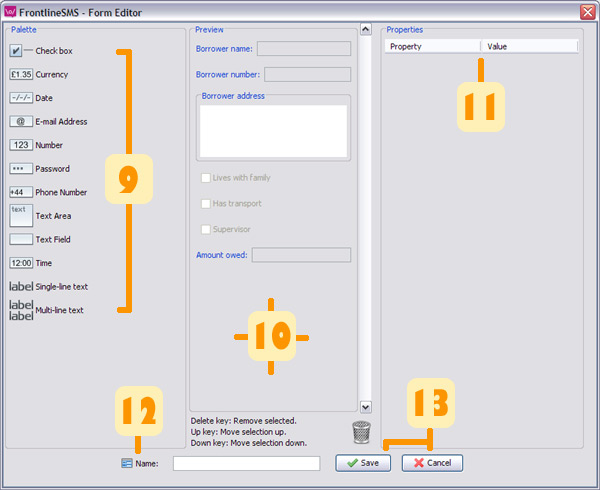 FrontlineSMS - Form Editor
Palette
Check box
£1.35 Currency
-/-/- Date
@ E-mail Address
123 Number
*** Password
+44 Phone Number
text Text Area
Text Field
12:00 Time
label Single-line text
label
label Multi-line text
9
Preview
Borrower name:
Borrower number:
Borrower address
Lives with family
Has transport
Supervisor
Amount owed:
10
Properties
Property Value
11
Delete key: Remove selected.
Up key: Move selection up.
Down key: Move selection down.
12
13
Name:
Save
Cancel